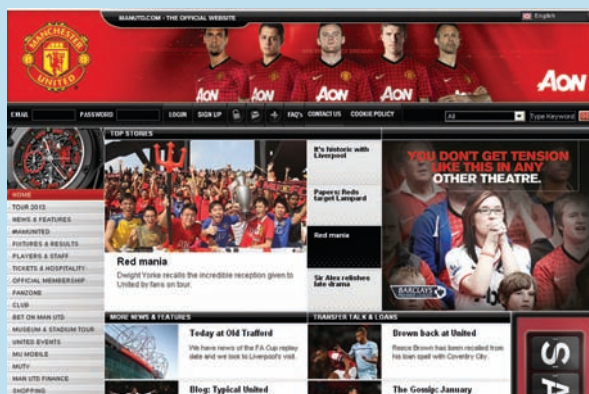 MANUTD.COM - THE OFFICIAL WEBSITE
English
MANCHESTER
UNITED
AON
AON
AON
AON
AON
AON
EMAIL PASSWORD LOGIN SIGN UP FAQ's CONTACT US COOKIE POLICY All Type Keyword
HOME
TOUR 2012
NEWS & FEATURES
#MANUNITED
FIXTURES & RESULTS
PLAYERS & STAFF
TICKETS & HOSPITALITY
OFFICIAL MEMBERSHIP
FANZONE
CLUB
BET ON MAN UTD
MUSEUM & STADIUM TOUR
UNITED EVENTS
MU MOBILE
MUTV
MAN UTD FINANCE
SHOPPING
TOP STORIES
Red mania
Dwight Yorke recalls the incredible reception given to
United by fans on tour.
It's historic with
Liverpool
Papers: Reds
target Lampard
Red mania
Sir Alex relishes
late drama
YOU DON'T GET TENSION
LIKE THIS IN ANY
OTHER THEATRE.
BARCLAYS
MORE NEWS & FEATURES
Today at Old Trafford
We have news of the FA Cup replay
date and we look to Liverpool's visit.
Blog: Typical United
TRANSFER TALK & LOANS
Brown back at United
Reece Brown has been recalled from
his loan spell with Coventry City.
The Gossip: January
SA